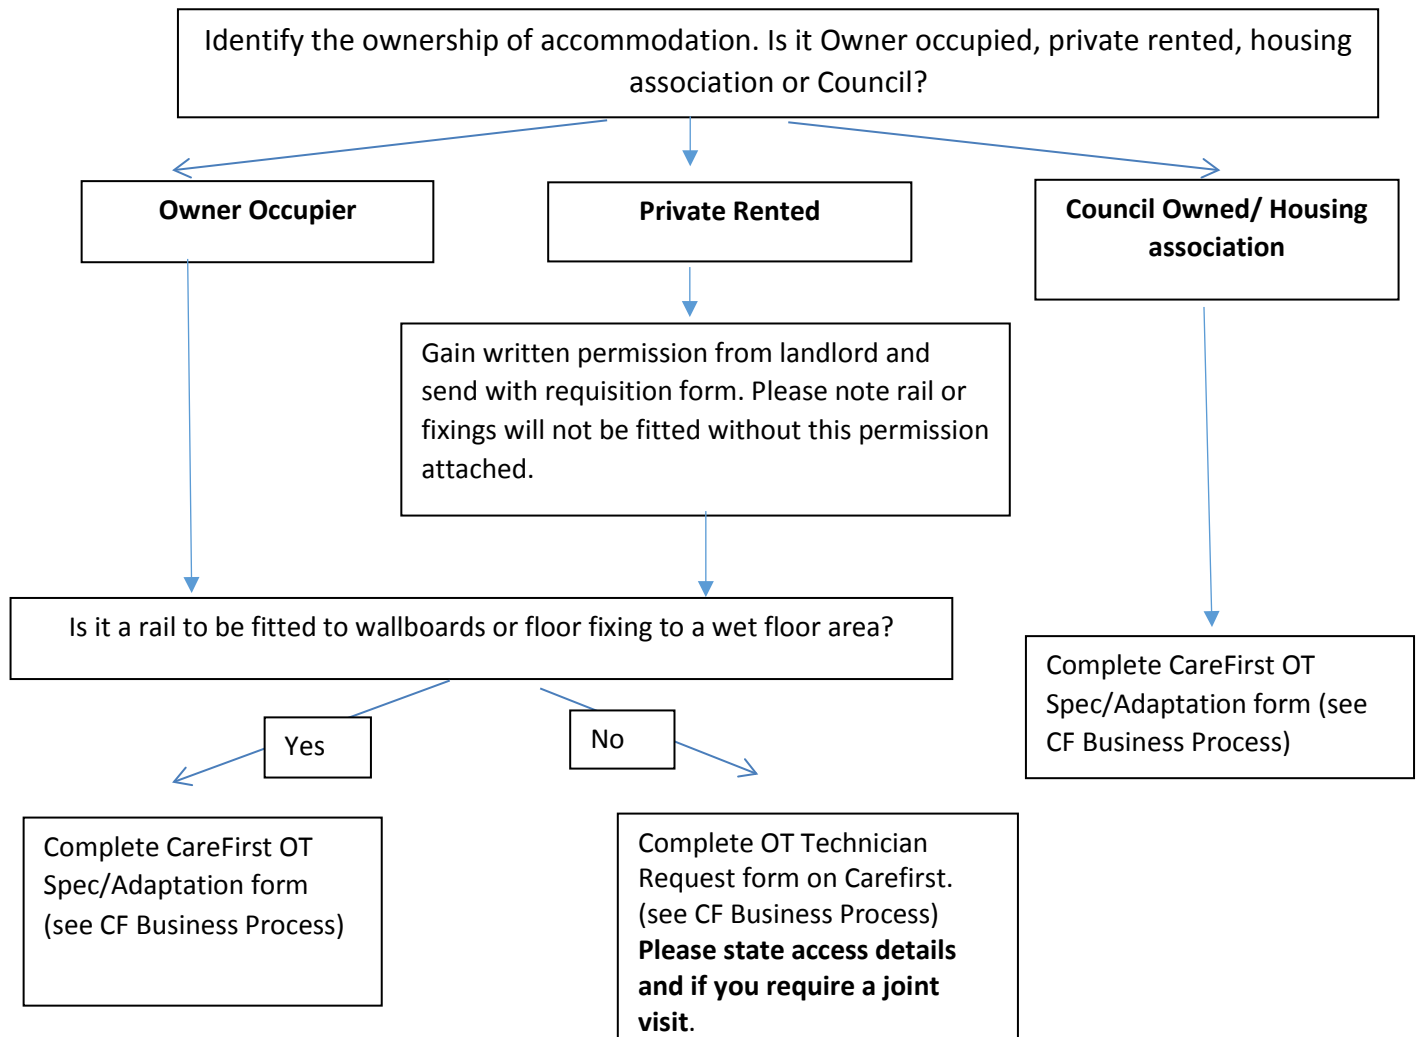 Identify the ownership of accommodation. Is it Owner occupied, private rented, housing
association or Council?
Owner Occupier
Private Rented
Council Owned/ Housing
association
Gain written permission from landlord and
send with requisition form. Please note rail or
fixings will not be fitted without this permission
attached.
Is it a rail to be fitted to wallboards or floor fixing to a wet floor area?
Yes
No
Complete CareFirst OT
Spec/Adaptation form (see
CF Business Process)
Complete CareFirst OT
Spec/Adaptation form
(see CF Business Process)
Complete OT Technician
Request form on Carefirst.
(see CF Business Process)
Please state access details
and if you require a joint
visit.